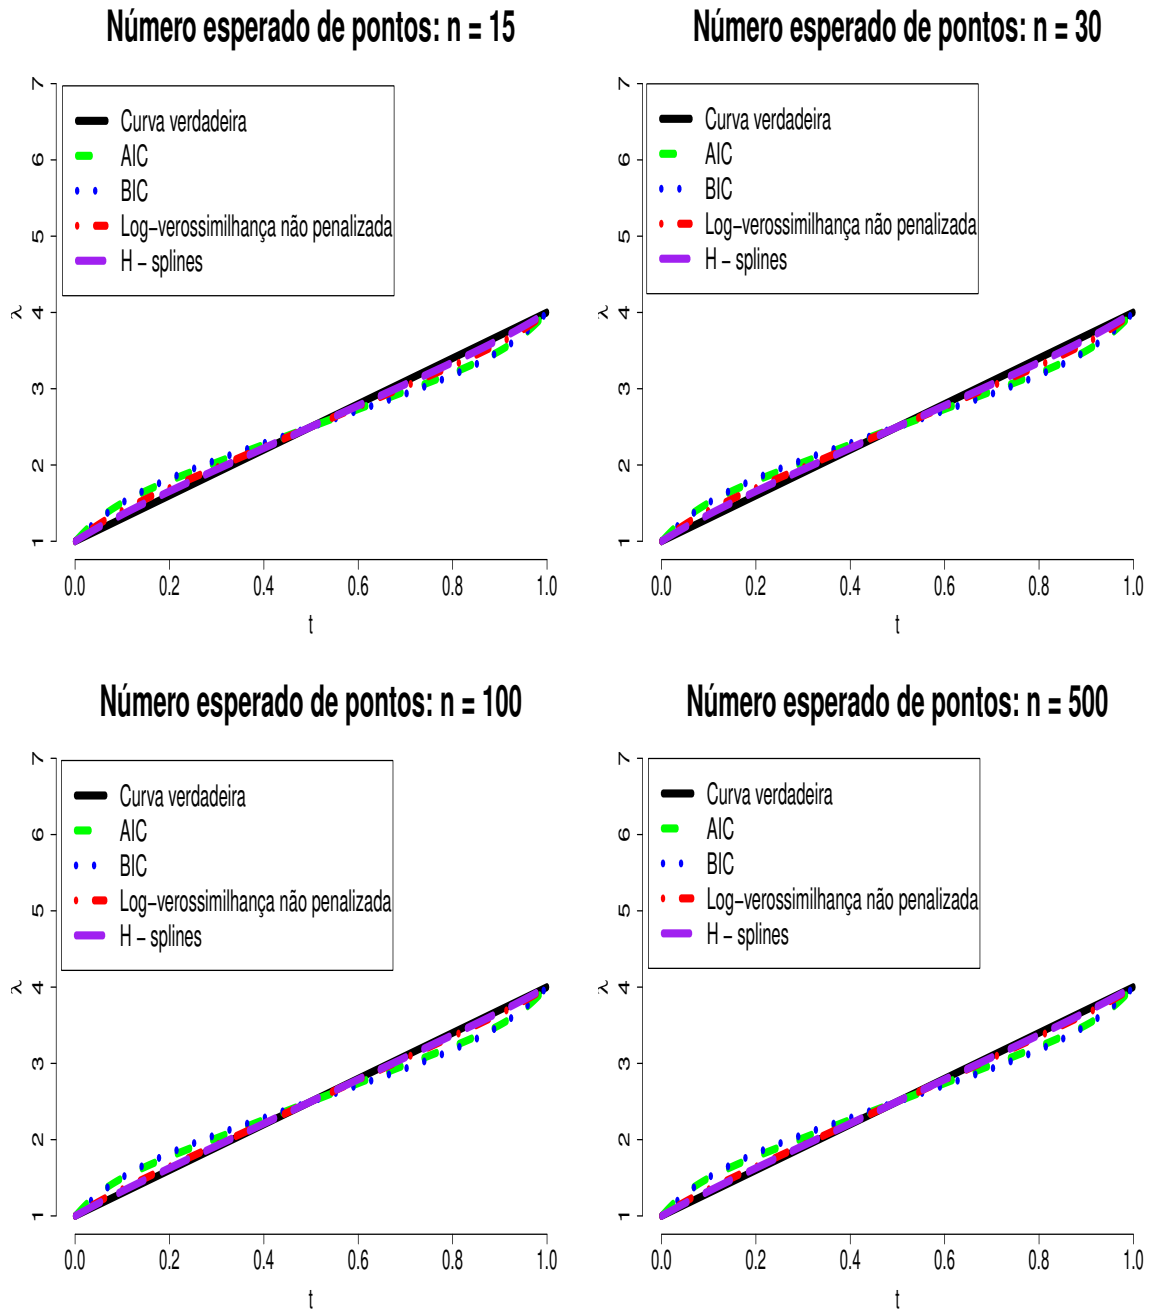 Número esperado de pontos: n = 15
7
6
5
4
3
2
1
λ
Curva verdadeira
AIC
BIC
Log−verossimilhança não penalizada
H − splines
0.0 0.2 0.4 0.6 0.8 1.0
t
Número esperado de pontos: n = 30
7
6
5
4
3
2
1
λ
Curva verdadeira
AIC
BIC
Log−verossimilhança não penalizada
H − splines
0.0 0.2 0.4 0.6 0.8 1.0
t
Número esperado de pontos: n = 100
7
6
5
4
3
2
1
λ
Curva verdadeira
AIC
BIC
Log−verossimilhança não penalizada
H − splines
0.0 0.2 0.4 0.6 0.8 1.0
t
Número esperado de pontos: n = 500
7
6
5
4
3
2
1
λ
Curva verdadeira
AIC
BIC
Log−verossimilhança não penalizada
H − splines
0.0 0.2 0.4 0.6 0.8 1.0
t